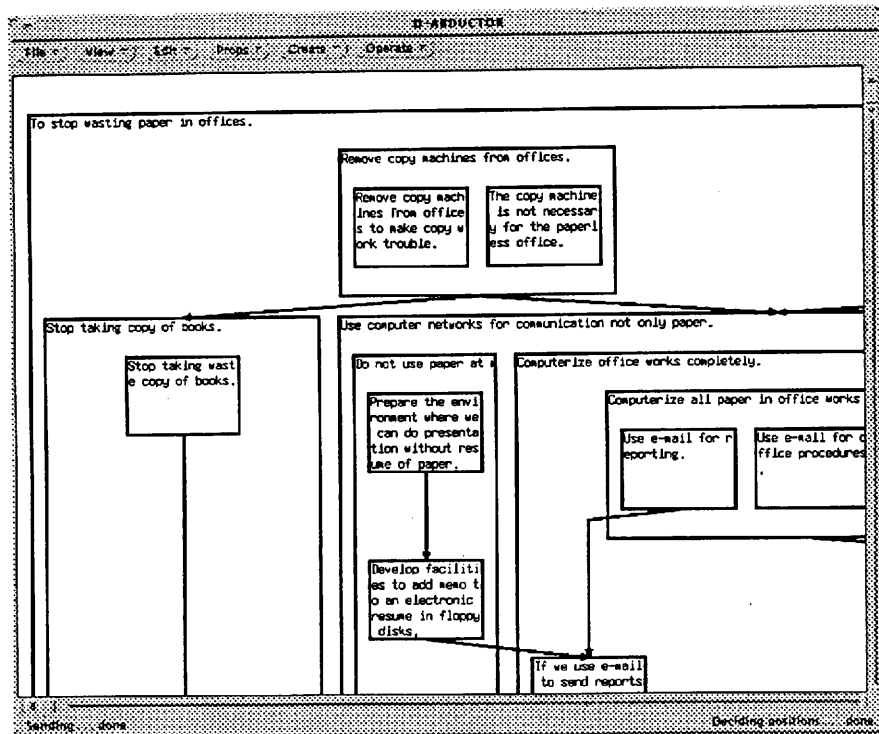 D-ABDUCTOR
File View Edit Props Create Operate
To stop wasting paper in offices.
Remove copy machines from offices.
Remove copy mach
ines from office
s to make copy w
ork trouble.
The copy machine
is not necessar
y for the paperl
ess office.
Stop taking copy of books.
Stop taking wast
e copy of books.
Use computer networks for communication not only paper.
Do not use paper at
Prepare the envi
ronment where we
can do presenta
tion without res
ume of paper.
Develop faciliti
es to add memo t
o an electronic
resume in floppy
disks.
Computerize office works completely.
Computerize all paper in office works
Use e-mail for r
eporting.
Use e-mail for o
ffice procedures
.
If we use e-mail
to send reports
Sending... done.
Deciding positions... done.